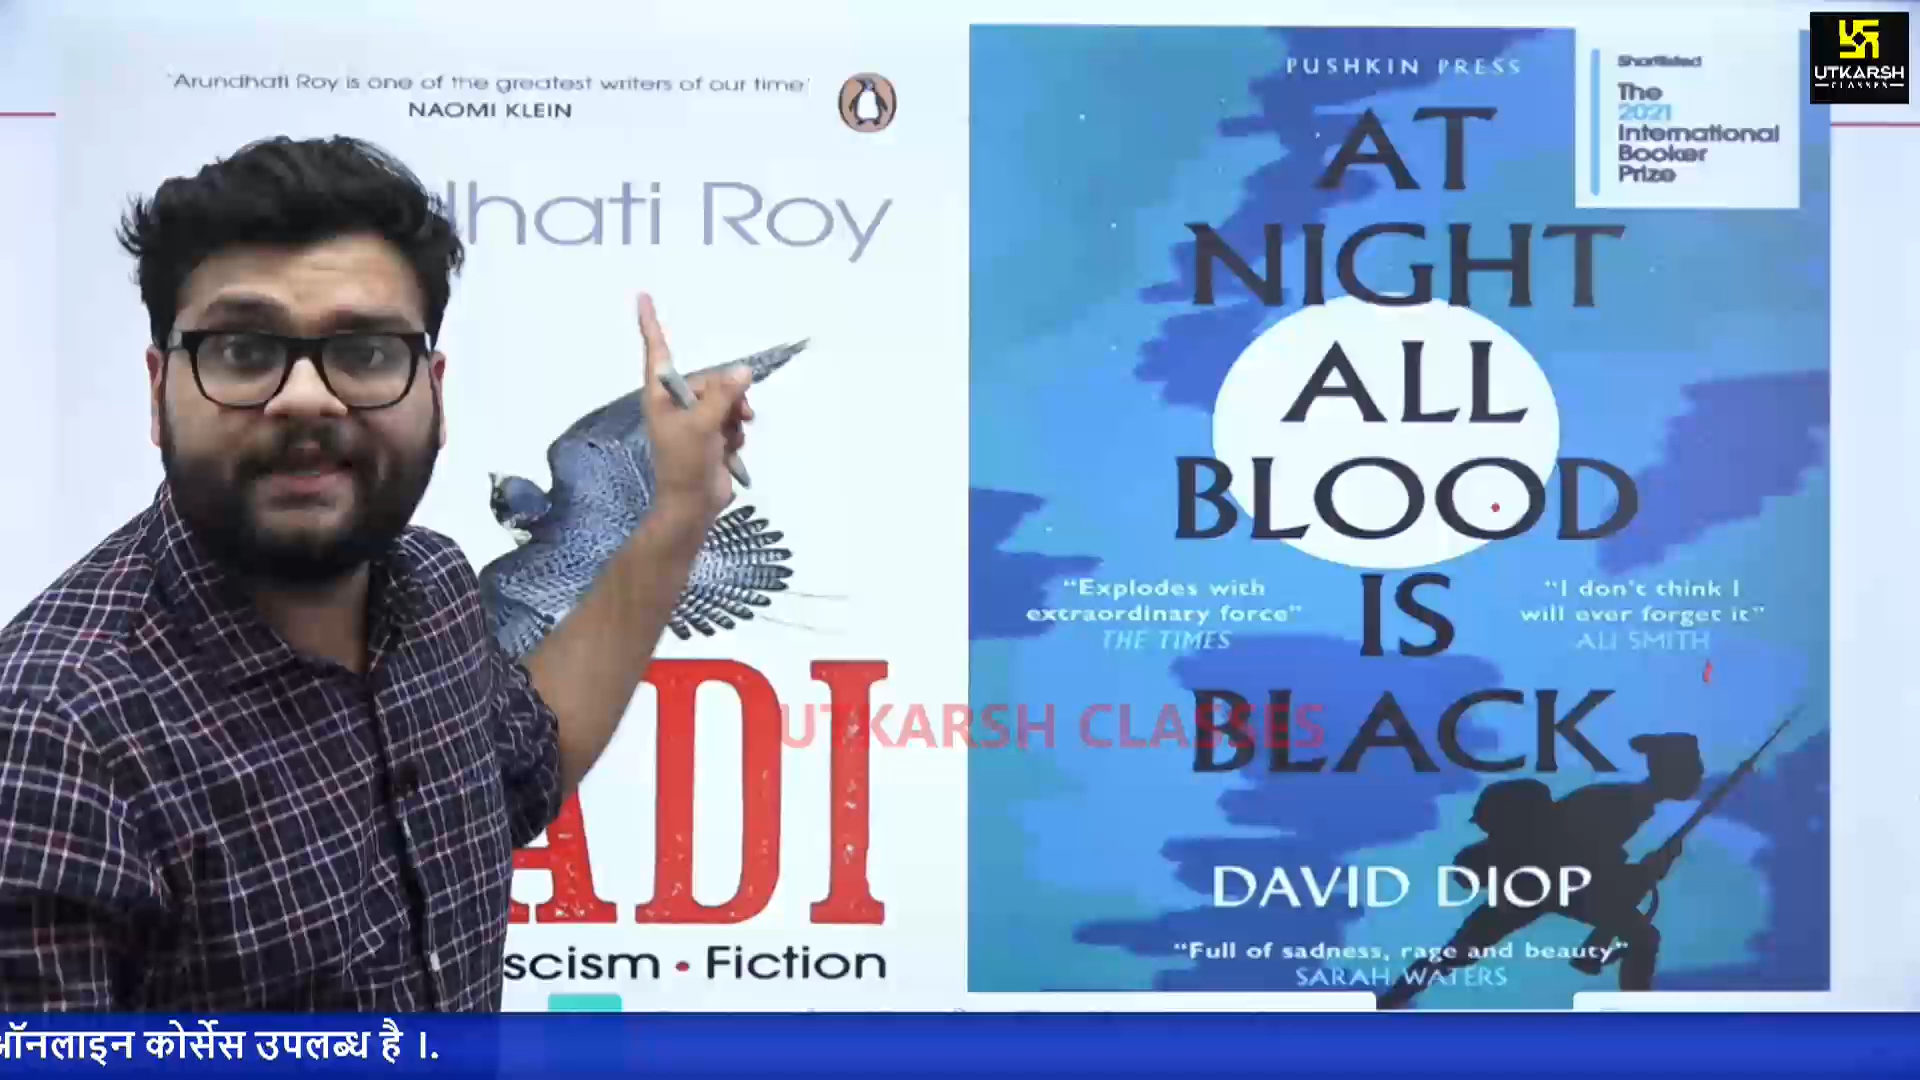 'Arundhati Roy is one of the greatest writers of our time'
NAOMI KLEIN
dhati Roy
ADI
scism • Fiction
PUSHKIN PRESS
AT
NIGHT
ALL
BLOOD
IS
BLACK
"Explodes with
extraordinary force"
THE TIMES
"I don't think I
will ever forget it"
ALI SMITH
DAVID DIOP
"Full of sadness, rage and beauty"
SARAH WATERS
Shortlisted
The
2021
International
Booker
Prize
UTKARSH
CLASSES
UTKARSH CLASSES
ऑनलाइन कोर्सेस उपलब्ध है ।.